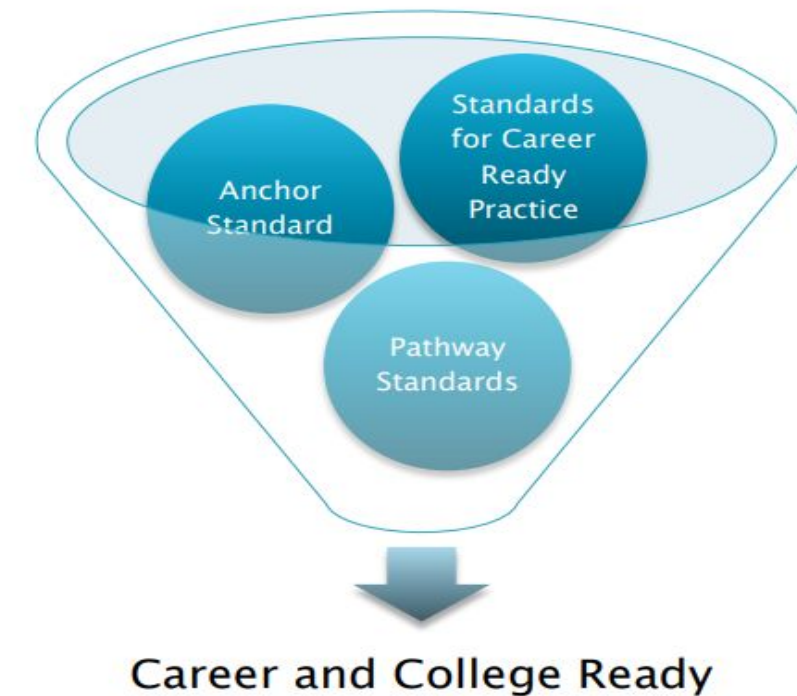 Standards
for Career
Ready
Practice
Anchor
Standard
Pathway
Standards
Career and College Ready